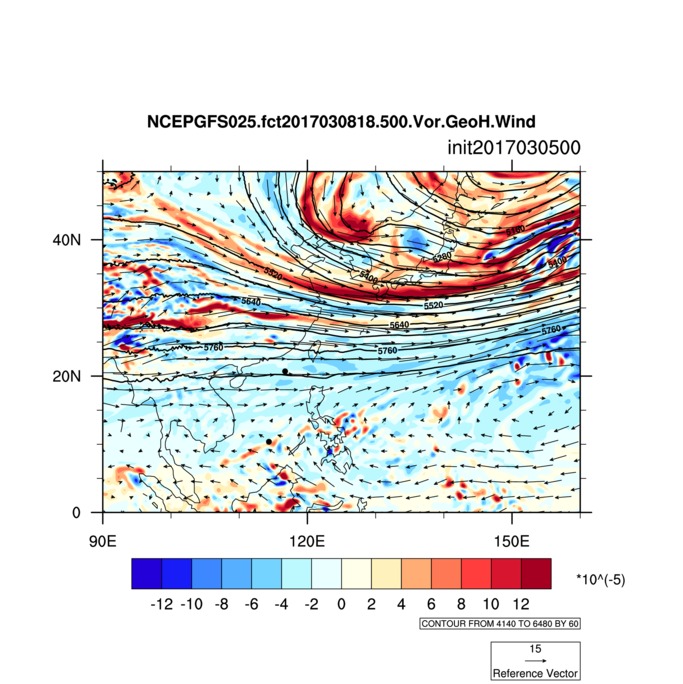 NCEPGFS025.fct2017030818.500.Vor.GeoH.Wind
init2017030500
40N
20N
0
90E 120E 150E
5160
5280
5400
5400
5520
5520
5640
5640
5760
5760
5760
-12 -10 -8 -6 -4 -2 0 2 4 6 8 10 12
*10^(-5)
CONTOUR FROM 4140 TO 6480 BY 60
15
Reference Vector